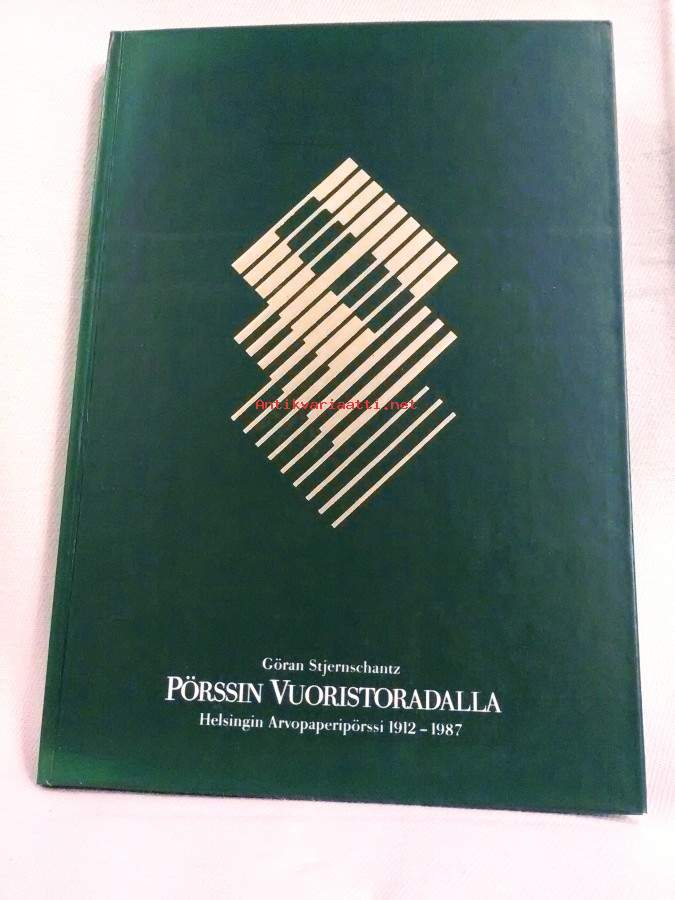 Antikvariaatti.net
Göran Stjernschantz
PÖRSSIN VUORISTORADALLA
Helsingin Arvopaperipörssi 1912 – 1987